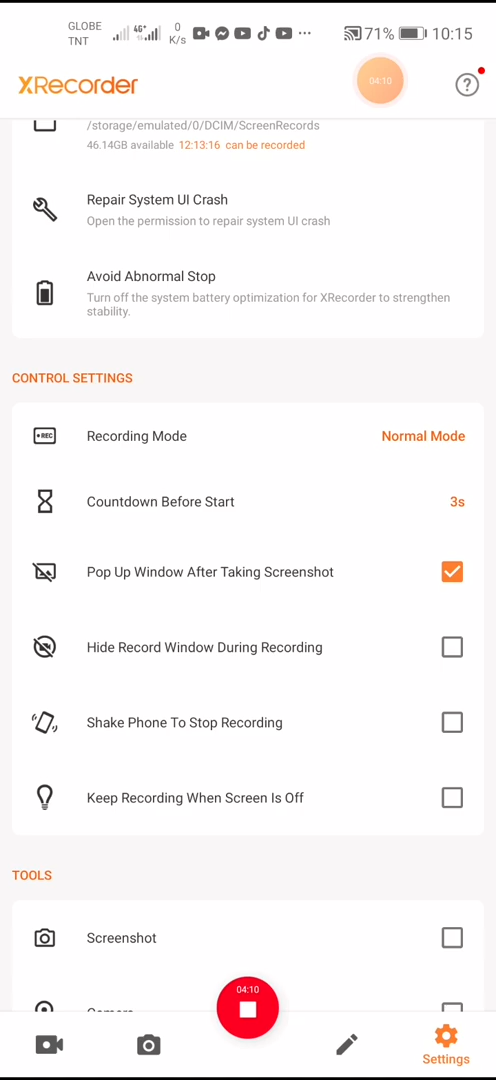 GLOBE
TNT
4G+
0
K/s
71%
10:15
XRecorder
04:10
/storage/emulated/0/DCIM/ScreenRecords
46.14GB available 12:13:16 can be recorded
Repair System UI Crash
Open the permission to repair system UI crash
Avoid Abnormal Stop
Turn off the system battery optimization for XRecorder to strengthen
stability.
CONTROL SETTINGS
REC
Recording Mode
Normal Mode
Countdown Before Start
3s
Pop Up Window After Taking Screenshot
Hide Record Window During Recording
Shake Phone To Stop Recording
Keep Recording When Screen Is Off
TOOLS
Screenshot
04:10
Settings